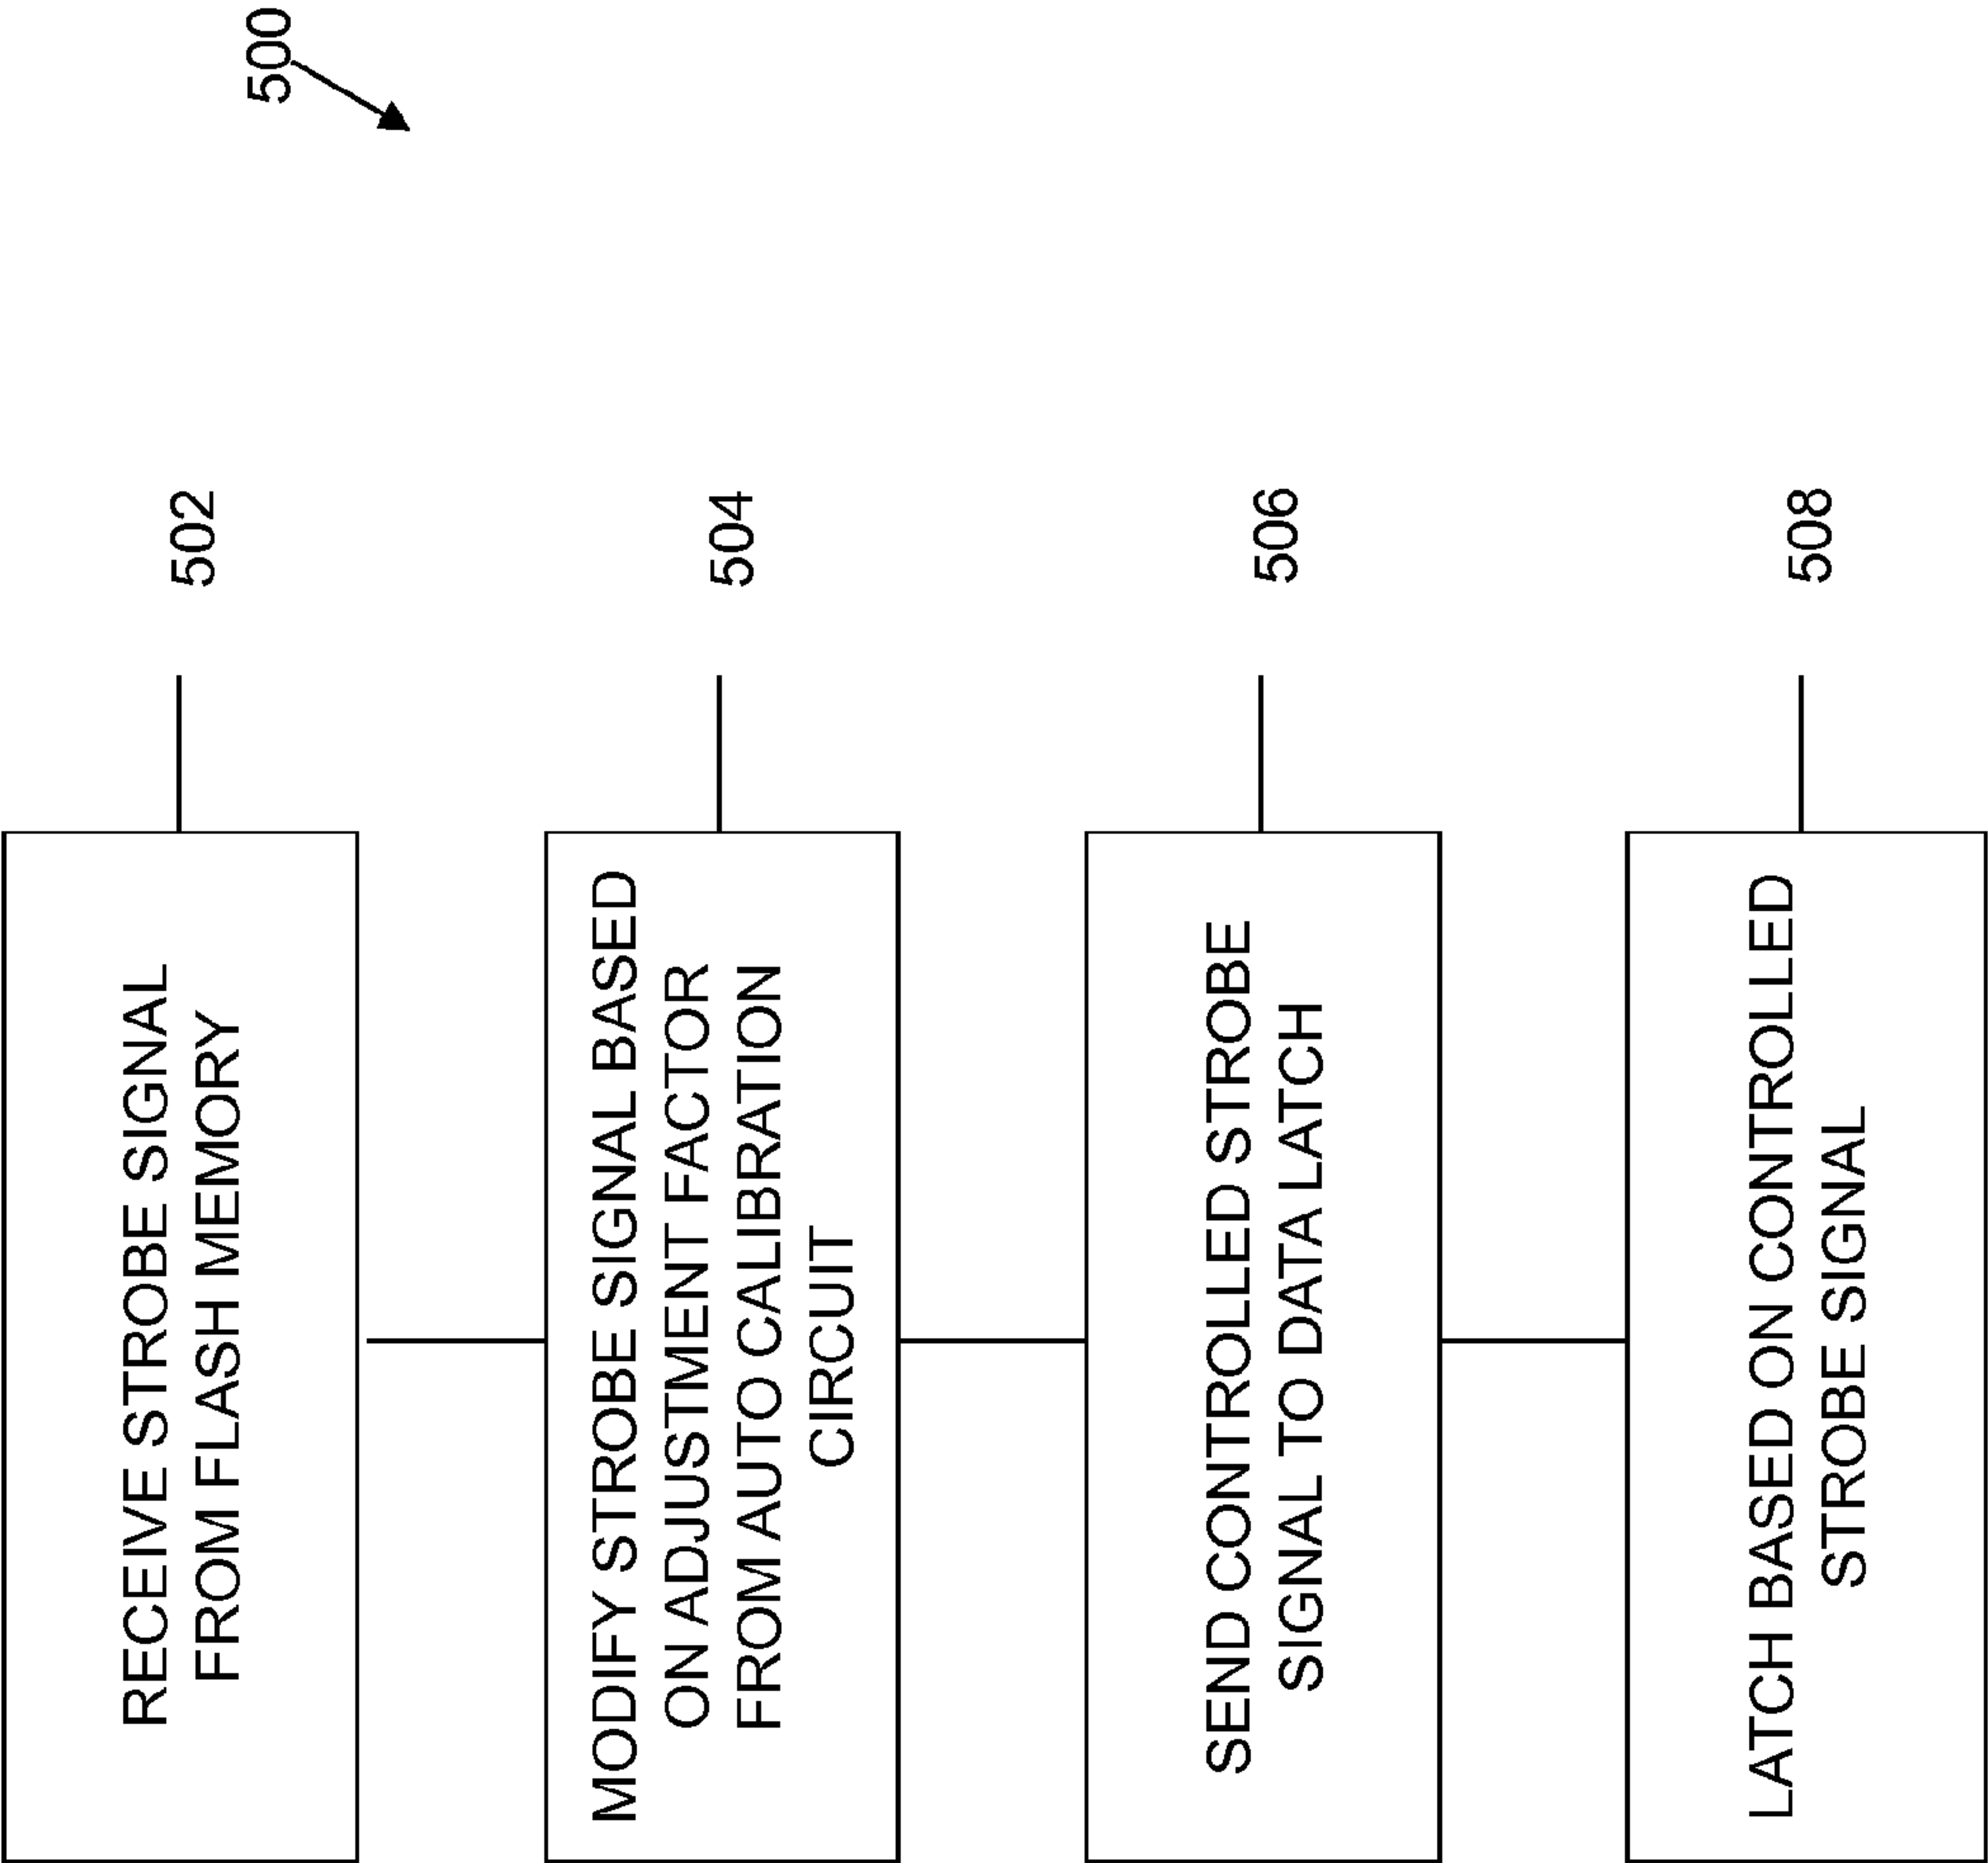 500
RECEIVE STROBE SIGNAL
FROM FLASH MEMORY
502
MODIFY STROBE SIGNAL BASED
ON ADJUSTMENT FACTOR
FROM AUTO CALIBRATION
CIRCUIT
504
SEND CONTROLLED STROBE
SIGNAL TO DATA LATCH
506
LATCH BASED ON CONTROLLED
STROBE SIGNAL
508